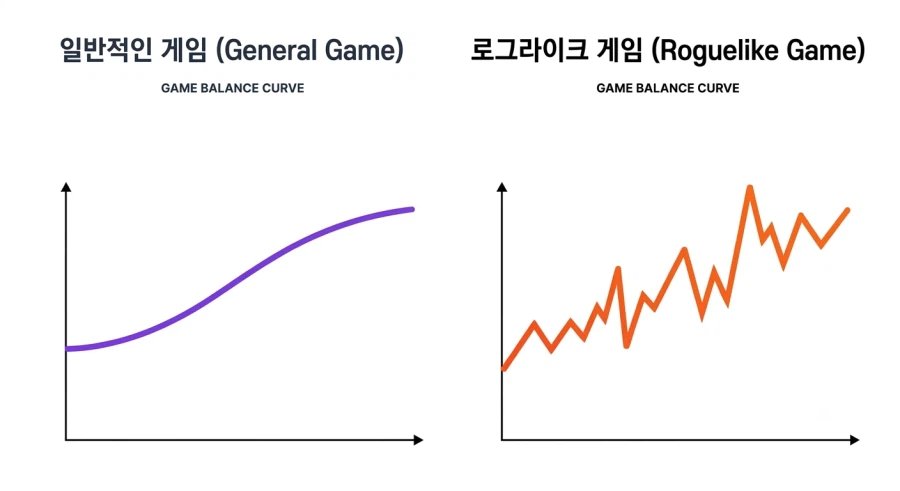 일반적인 게임 (General Game)
GAME BALANCE CURVE
로그라이크 게임 (Roguelike Game)
GAME BALANCE CURVE